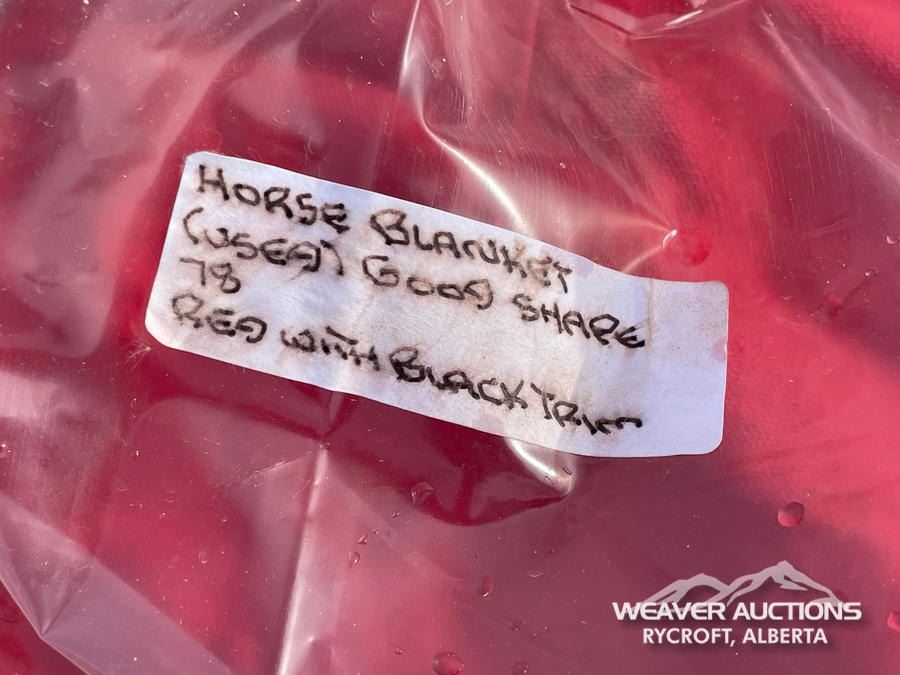 HORSE BLANKET
(USED) GOOD SHAPE
78
RED WITH BLACK TRIM
WEAVER AUCTIONS
RYCROFT, ALBERTA